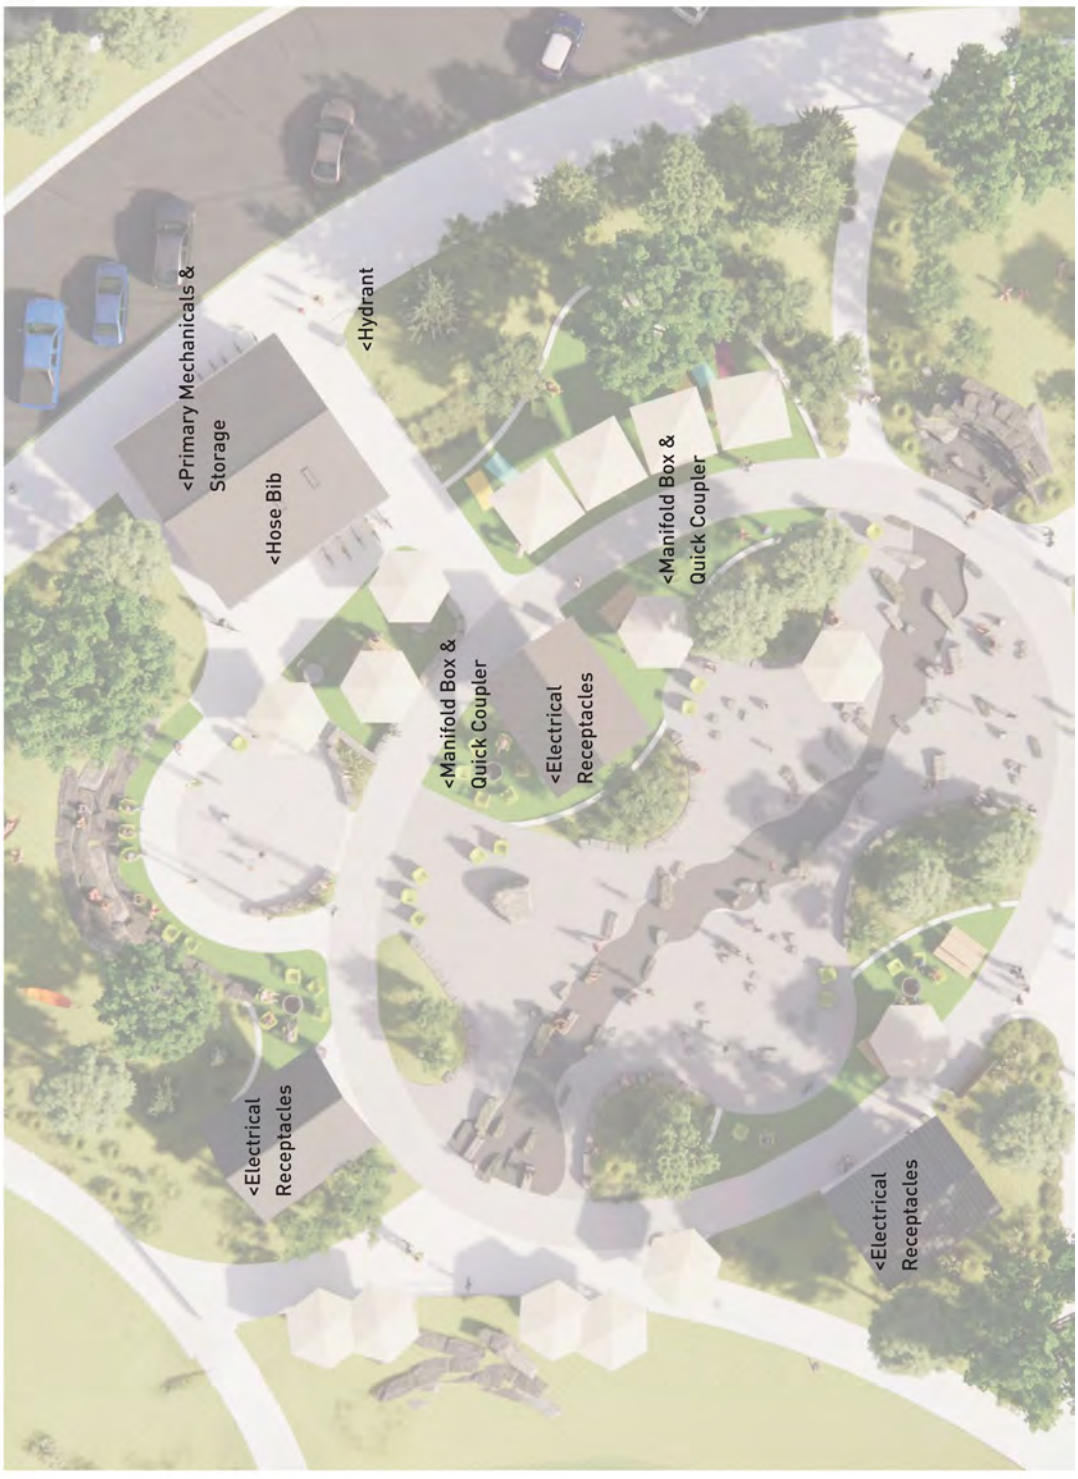 <Primary Mechanicals &
Storage
<Hose Bib
<Hydrant
<Manifold Box &
Quick Coupler
<Electrical
Receptacles
<Manifold Box &
Quick Coupler
<Electrical
Receptacles
<Electrical
Receptacles